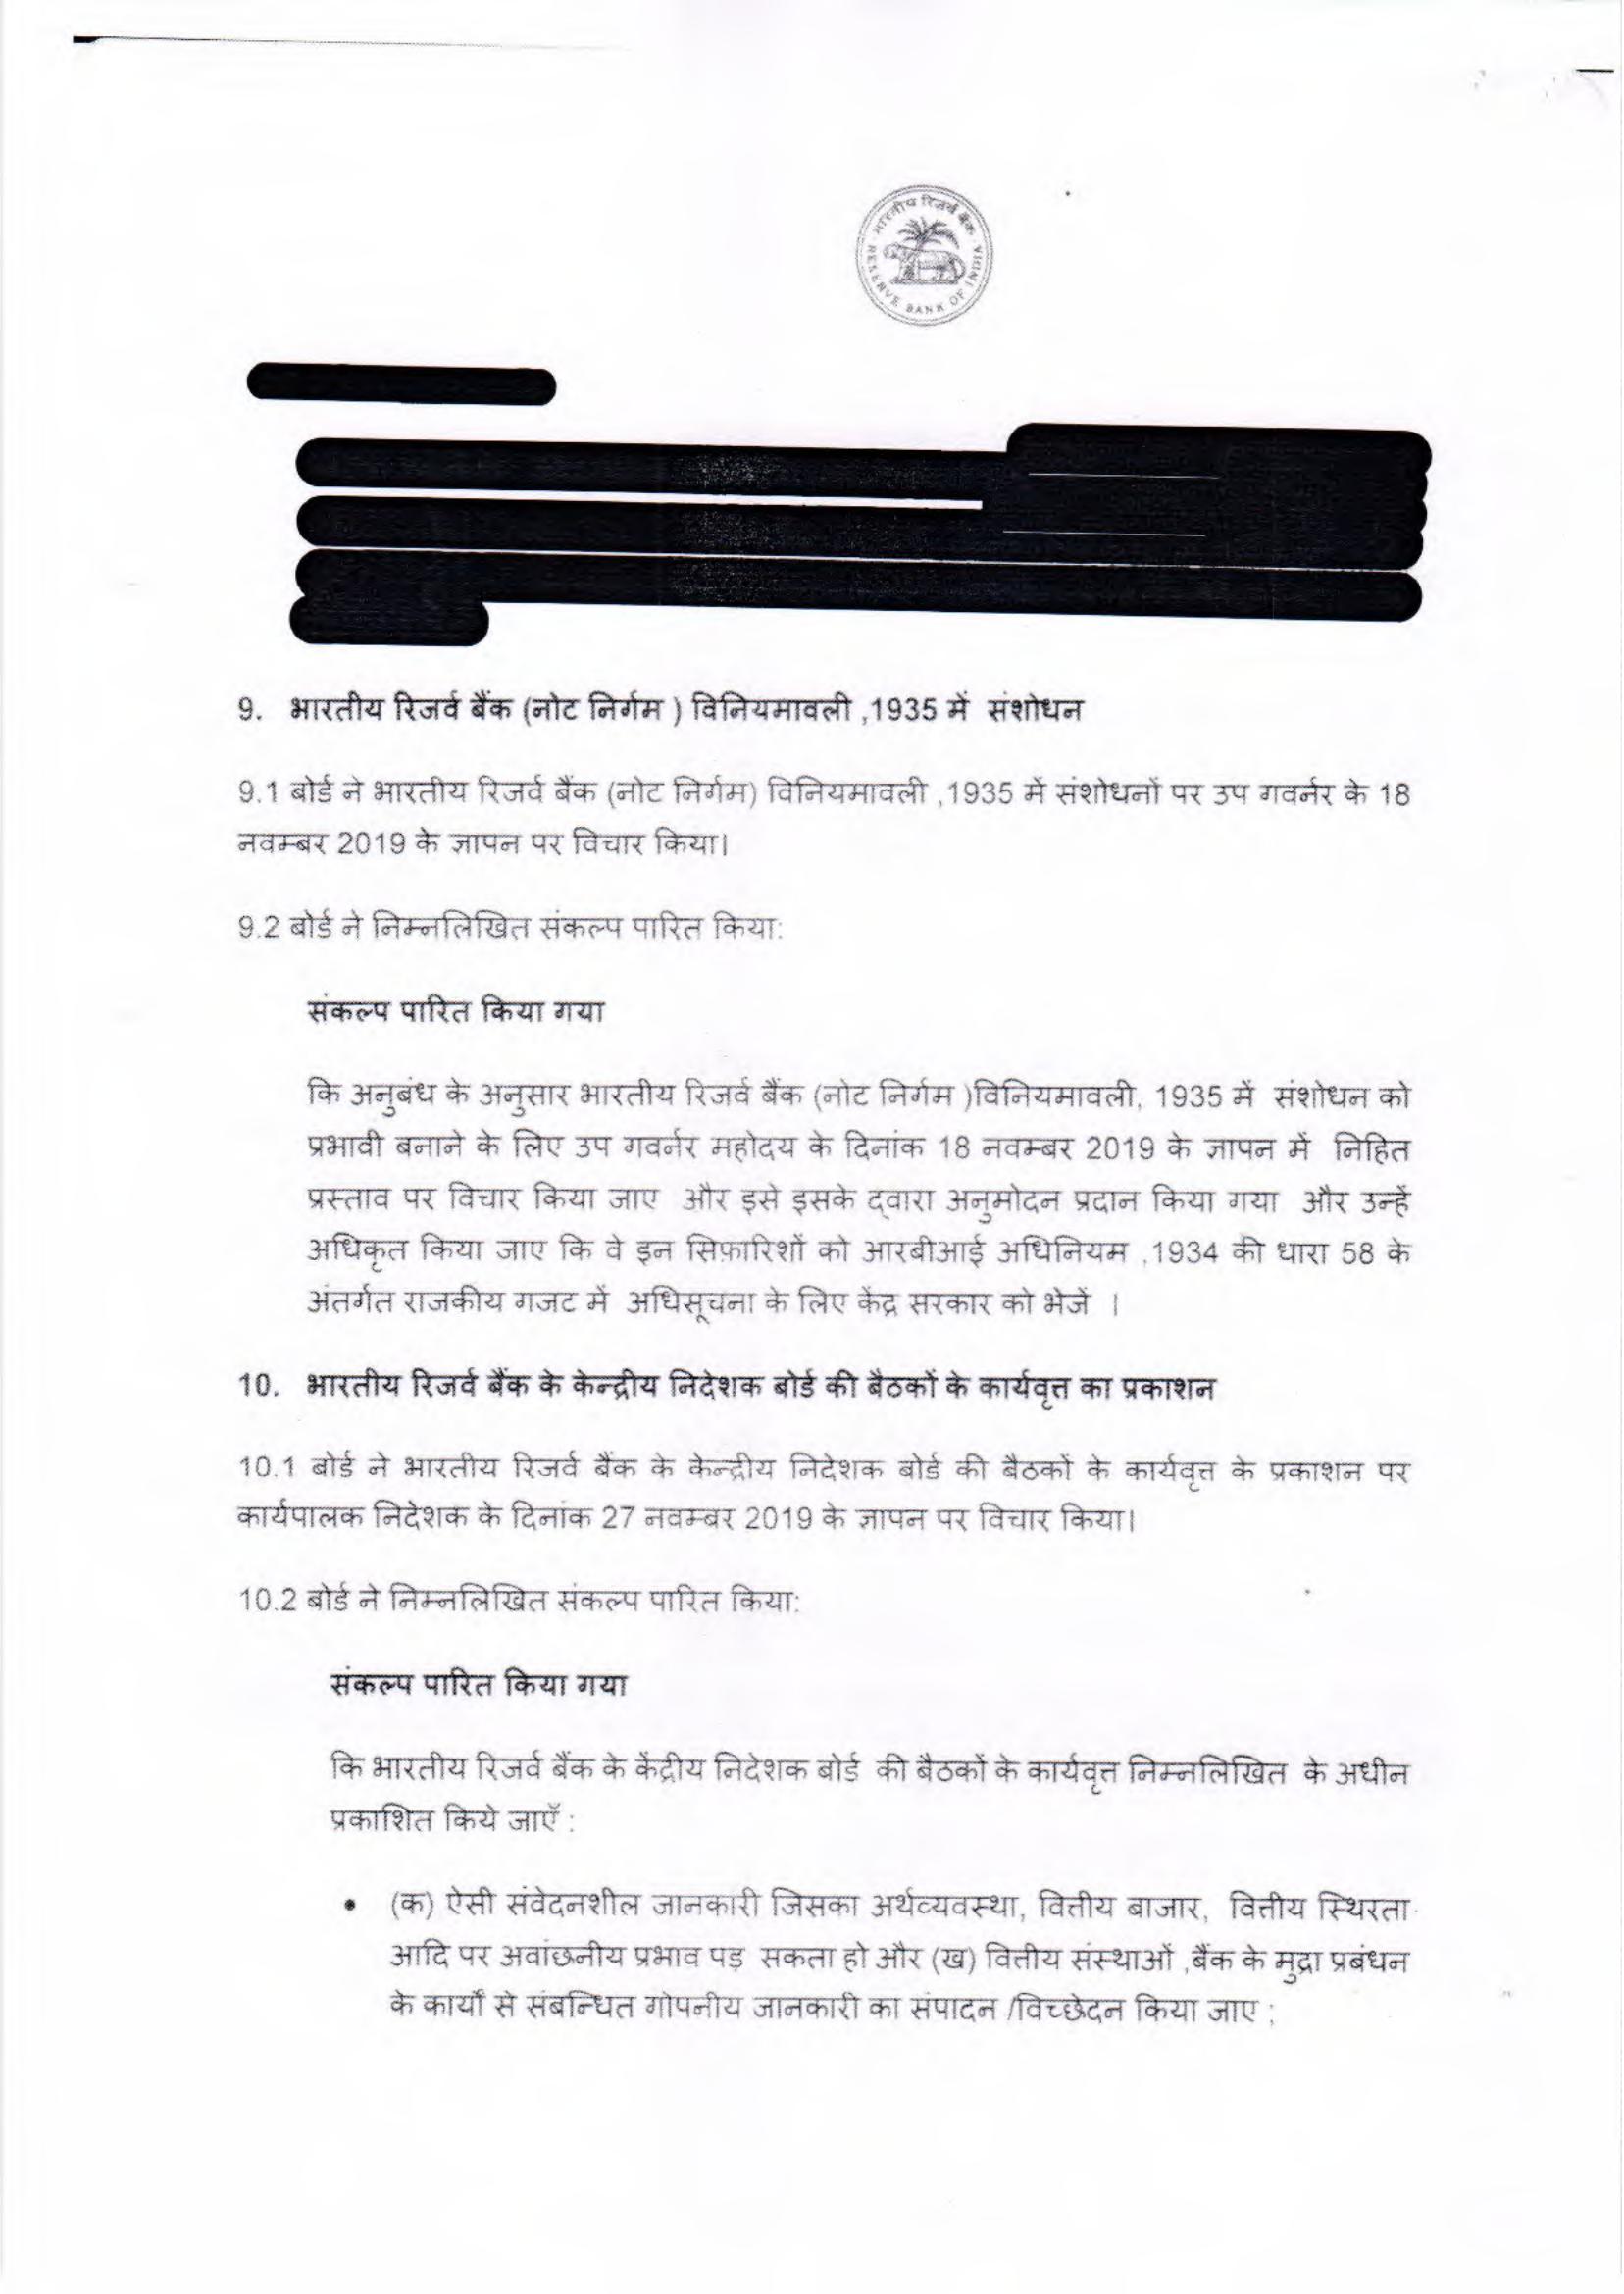 भारतीय रिजर्व बैंक
RESERVE BANK OF INDIA
9. भारतीय रिजर्व बैंक (नोट निर्गम ) विनियमावली ,1935 में संशोधन
9.1 बोर्ड ने भारतीय रिजर्व बैंक (नोट निर्गम) विनियमावली ,1935 में संशोधनों पर उप गवर्नर के 18
नवम्बर 2019 के ज्ञापन पर विचार किया।
9.2 बोर्ड ने निम्नलिखित संकल्प पारित किया:
संकल्प पारित किया गया
कि अनुबंध के अनुसार भारतीय रिजर्व बैंक (नोट निर्गम )विनियमावली, 1935 में संशोधन को
प्रभावी बनाने के लिए उप गवर्नर महोदय के दिनांक 18 नवम्बर 2019 के ज्ञापन में निहित
प्रस्ताव पर विचार किया जाए और इसे इसके द्वारा अनुमोदन प्रदान किया गया और उन्हें
अधिकृत किया जाए कि वे इन सिफ़ारिशों को आरबीआई अधिनियम ,1934 की धारा 58 के
अंतर्गत राजकीय गजट में अधिसूचना के लिए केंद्र सरकार को भेजें ।
10. भारतीय रिजर्व बैंक के केन्द्रीय निदेशक बोर्ड की बैठकों के कार्यवृत्त का प्रकाशन
10.1 बोर्ड ने भारतीय रिजर्व बैंक के केन्द्रीय निदेशक बोर्ड की बैठकों के कार्यवृत्त के प्रकाशन पर
कार्यपालक निदेशक के दिनांक 27 नवम्बर 2019 के ज्ञापन पर विचार किया।
10.2 बोर्ड ने निम्नलिखित संकल्प पारित किया:
संकल्प पारित किया गया
कि भारतीय रिजर्व बैंक के केंद्रीय निदेशक बोर्ड की बैठकों के कार्यवृत्त निम्नलिखित के अधीन
प्रकाशित किये जाएँ :
• (क) ऐसी संवेदनशील जानकारी जिसका अर्थव्यवस्था, वित्तीय बाजार, वित्तीय स्थिरता
आदि पर अवांछनीय प्रभाव पड़ सकता हो और (ख) वित्तीय संस्थाओं ,बैंक के मुद्रा प्रबंधन
के कार्यों से संबन्धित गोपनीय जानकारी का संपादन /विच्छेदन किया जाए ;